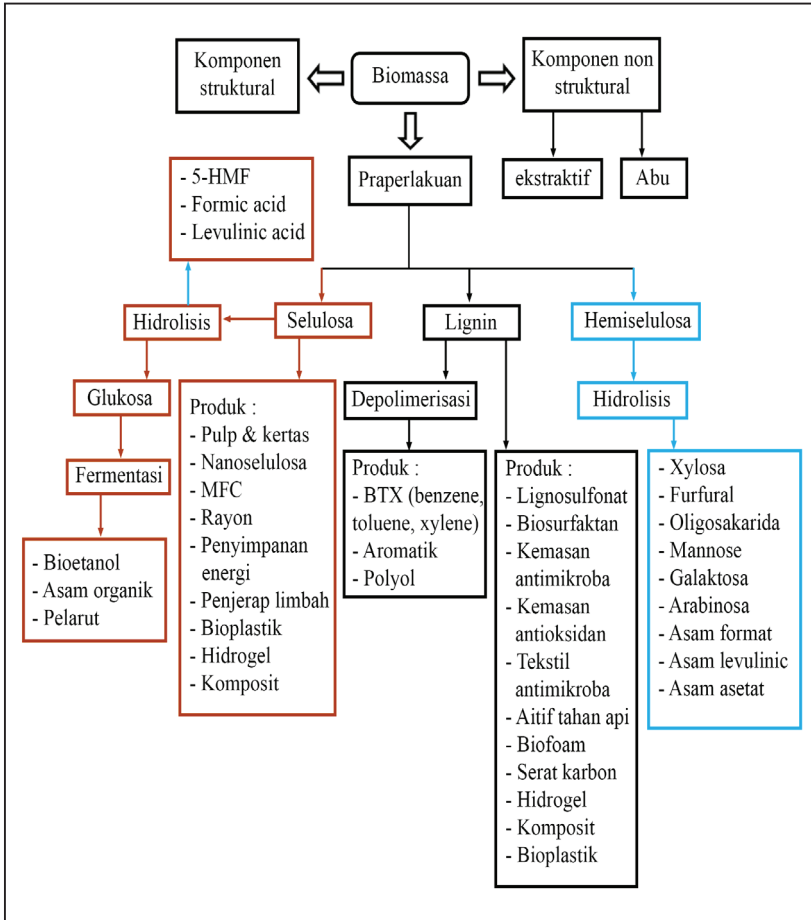 Komponen
struktural
Biomassa
Komponen non
struktural
Praperlakuan
ekstraktif
Abu
- 5-HMF
- Formic acid
- Levulinic acid
Hidrolisis
Selulosa
Lignin
Hemiselulosa
Glukosa
Depolimerisasi
Hidrolisis
Fermentasi
- Bioetanol
- Asam organik
- Pelarut
Produk :
- Pulp & kertas
- Nanoselulosa
- MFC
- Rayon
- Penyimpanan
energi
- Penjerap limbah
- Bioplastik
- Hidrogel
- Komposit
Produk :
- BTX (benzene,
toluene, xylene)
- Aromatik
- Polyol
Produk :
- Lignosulfonat
- Biosurfaktan
- Kemasan
antimikroba
- Kemasan
antioksidan
- Tekstil
antimikroba
- Aitif tahan api
- Biofoam
- Serat karbon
- Hidrogel
- Komposit
- Bioplastik
- Xylosa
- Furfural
- Oligosakarida
- Mannose
- Galaktosa
- Arabinosa
- Asam format
- Asam levulinic
- Asam asetat